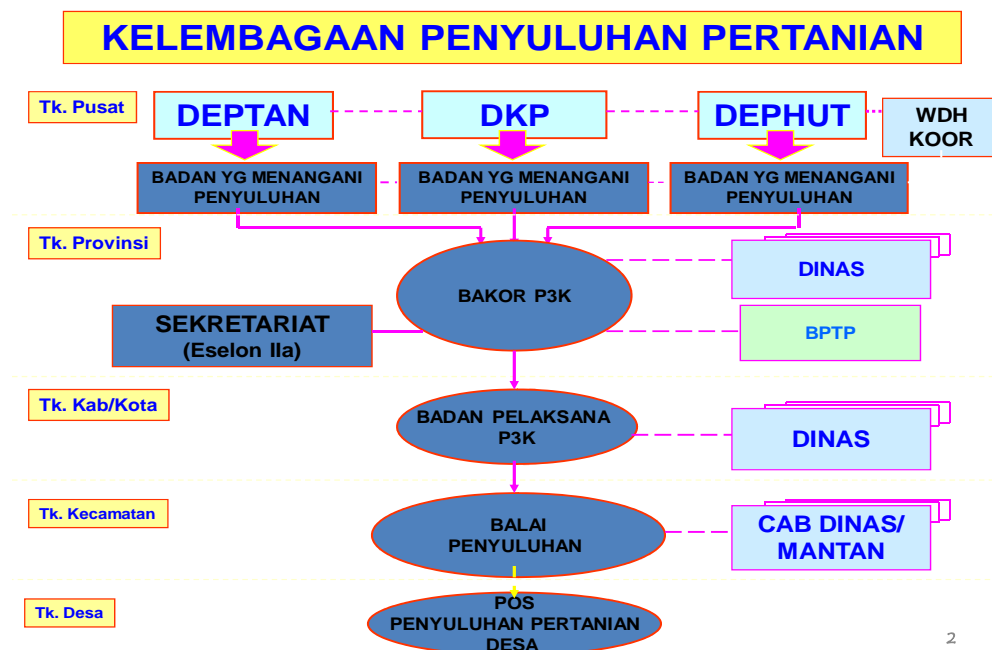 KELEMBAGAAN PENYULUHAN PERTANIAN
Tk. Pusat
DEPTAN
DKP
DEPHUT
WDH
KOOR
BADAN YG MENANGANI
PENYULUHAN
BADAN YG MENANGANI
PENYULUHAN
BADAN YG MENANGANI
PENYULUHAN
Tk. Provinsi
BAKOR P3K
DINAS
SEKRETARIAT
(Eselon IIa)
BPTP
Tk. Kab/Kota
BADAN PELAKSANA
P3K
DINAS
Tk. Kecamatan
BALAI
PENYULUHAN
CAB DINAS/
MANTAN
Tk. Desa
POS
PENYULUHAN PERTANIAN
DESA
2